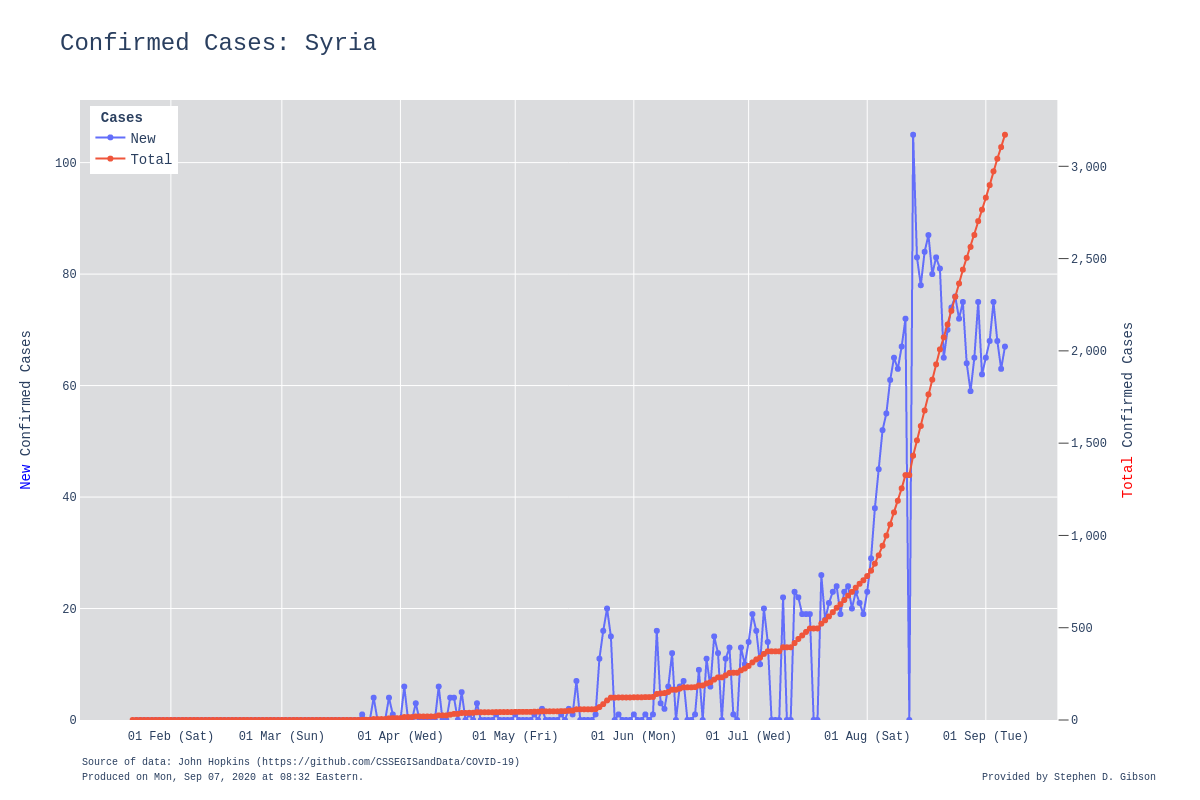 Confirmed Cases: Syria
Cases
New
Total
100
80
60
40
20
0
3,000
2,500
2,000
1,500
1,000
500
0
New Confirmed Cases
Total Confirmed Cases
01 Feb (Sat)
01 Mar (Sun)
01 Apr (Wed)
01 May (Fri)
01 Jun (Mon)
01 Jul (Wed)
01 Aug (Sat)
01 Sep (Tue)
Source of data: John Hopkins (https://github.com/CSSEGISandData/COVID-19)
Produced on Mon, Sep 07, 2020 at 08:32 Eastern.
Provided by Stephen D. Gibson